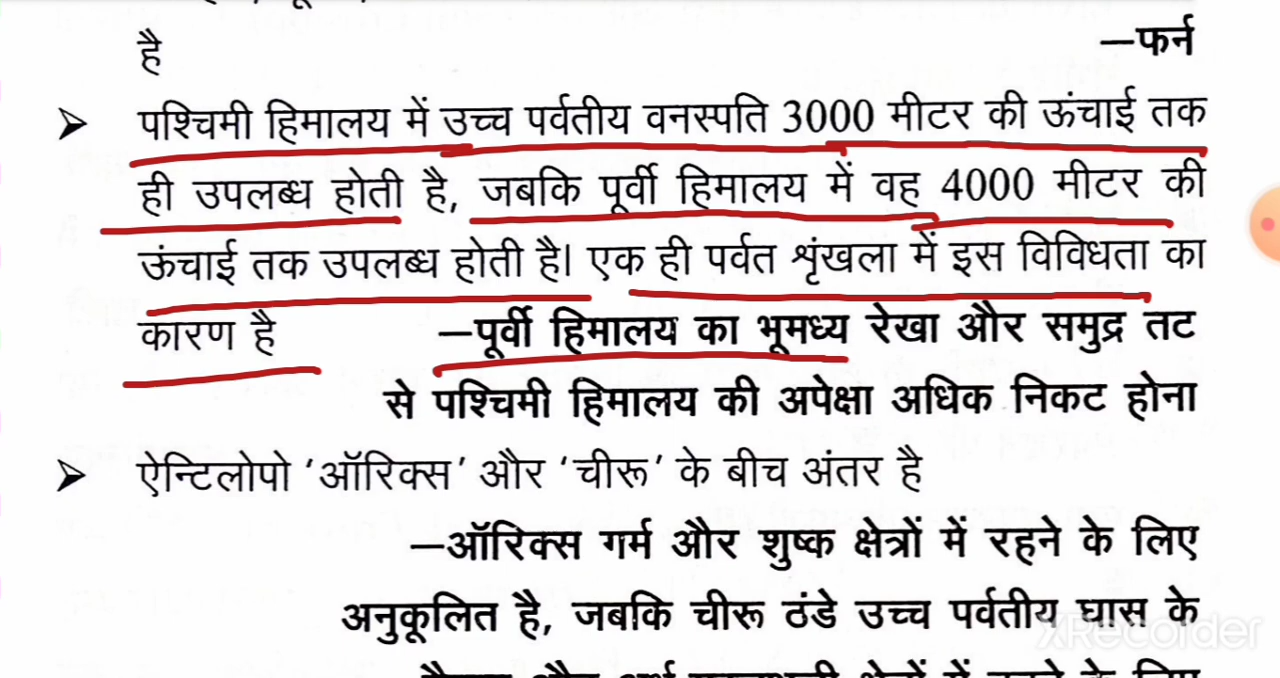 है —फर्न
➤ पश्चिमी हिमालय में उच्च पर्वतीय वनस्पति 3000 मीटर की ऊंचाई तक
ही उपलब्ध होती है, जबकि पूर्वी हिमालय में वह 4000 मीटर की
ऊंचाई तक उपलब्ध होती है। एक ही पर्वत शृंखला में इस विविधता का
कारण है —पूर्वी हिमालय का भूमध्य रेखा और समुद्र तट
से पश्चिमी हिमालय की अपेक्षा अधिक निकट होना
➤ ऐन्टिलोपो ‘ऑरिक्स’ और ‘चीरू’ के बीच अंतर है
—ऑरिक्स गर्म और शुष्क क्षेत्रों में रहने के लिए
अनुकूलित है, जबकि चीरू ठंडे उच्च पर्वतीय घास के
XRecorder